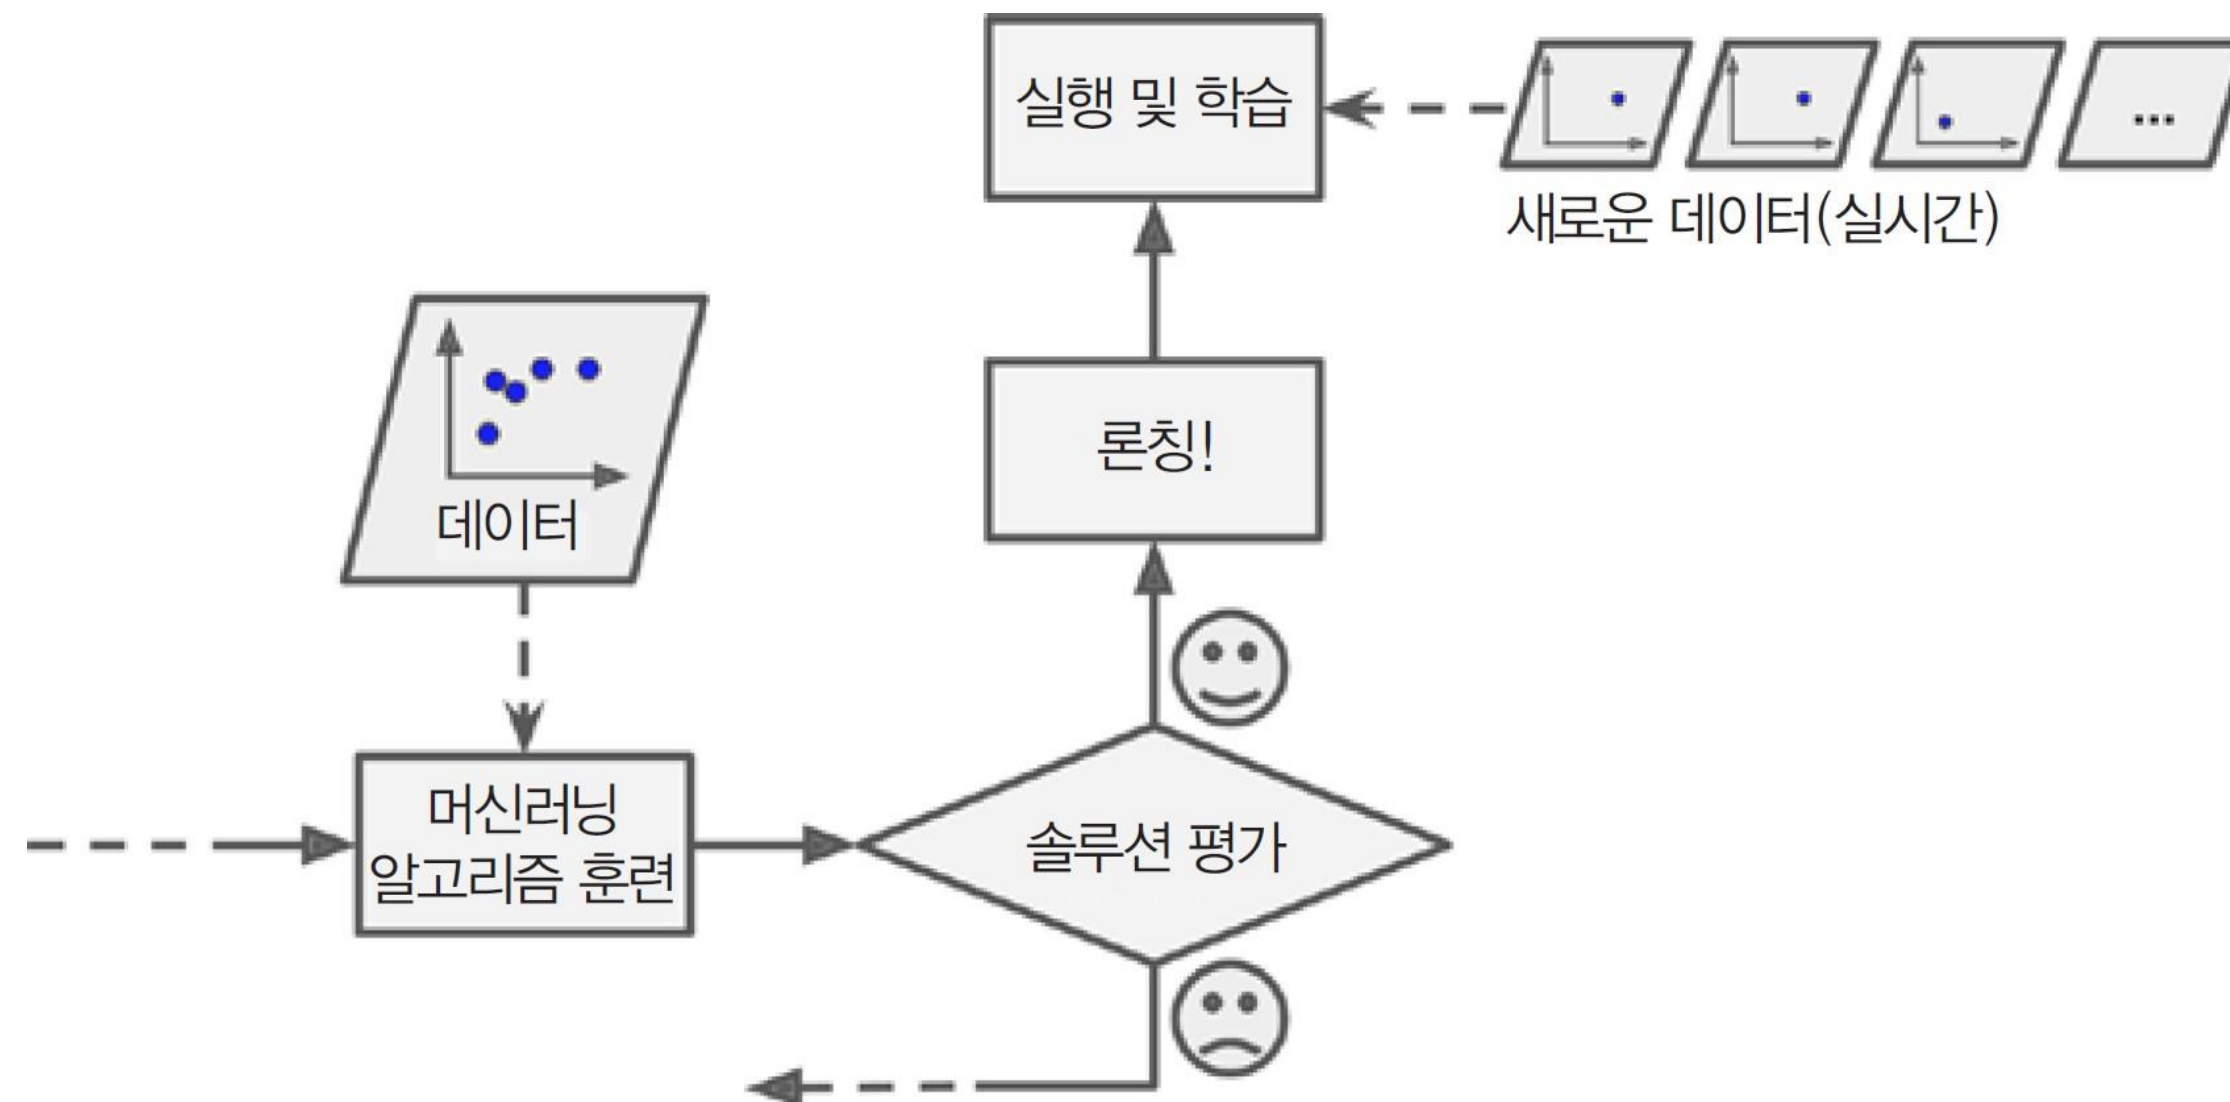 실행 및 학습
새로운 데이터(실시간)
...
데이터
론칭!
머신러닝
알고리즘 훈련
솔루션 평가